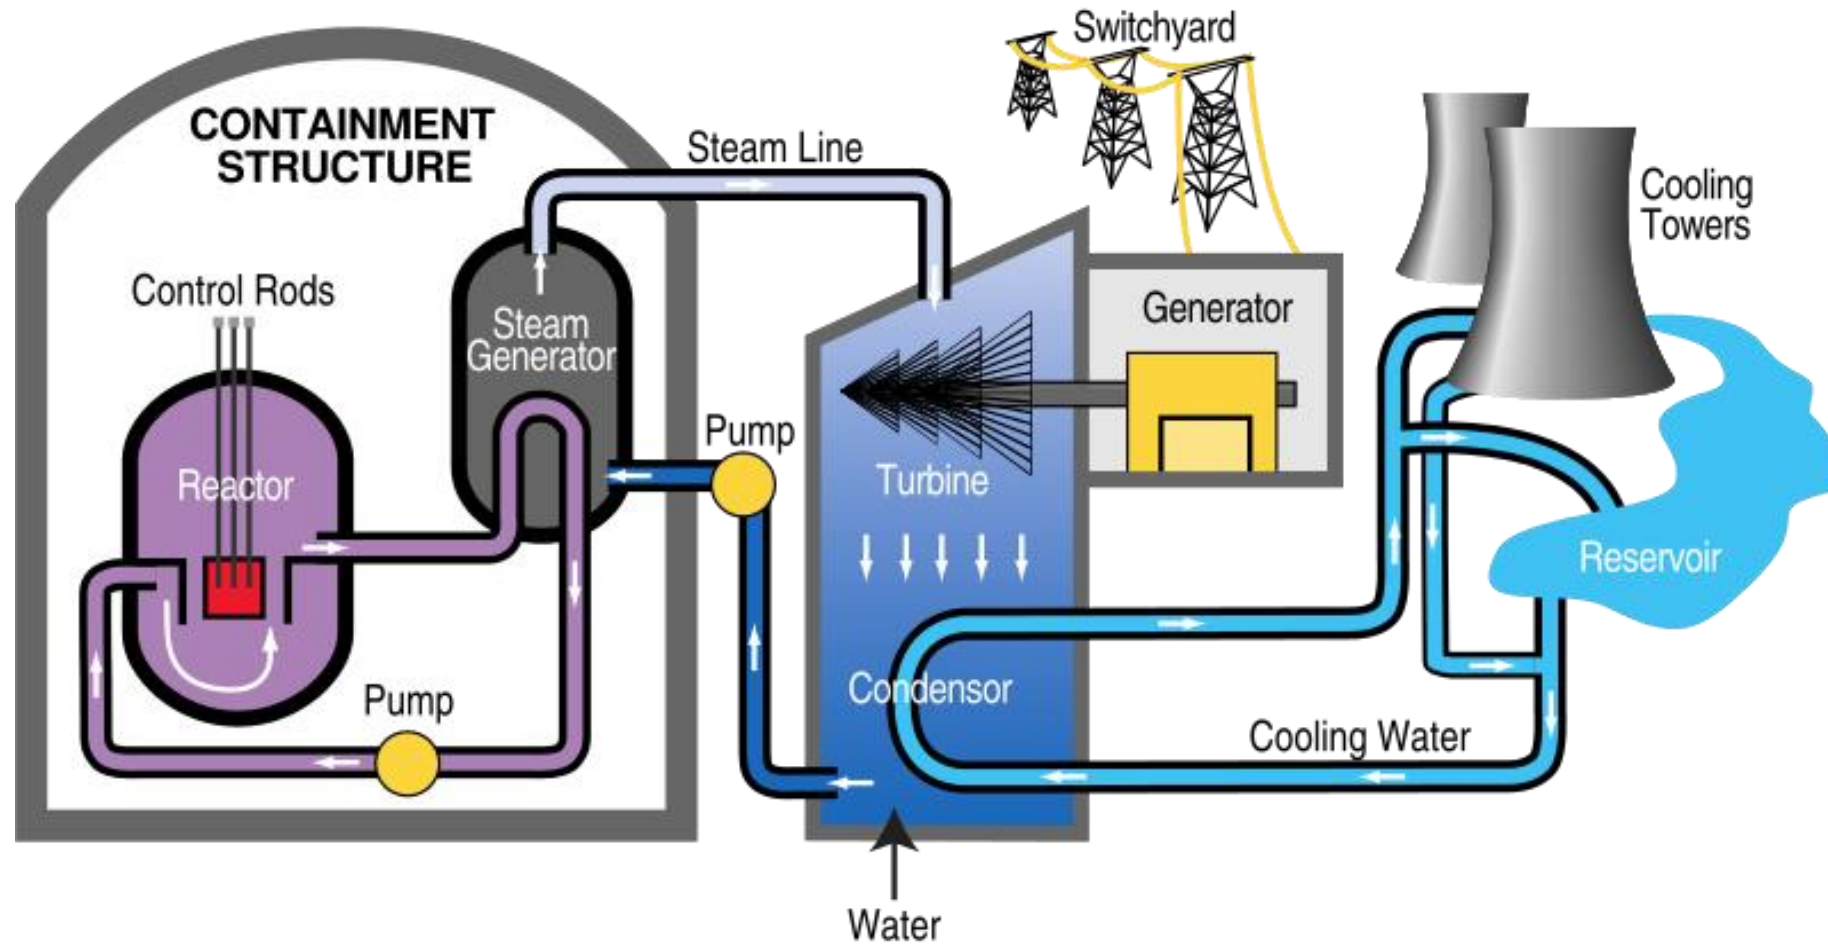 Switchyard
CONTAINMENT
STRUCTURE
Steam Line
Cooling
Towers
Control Rods
Steam
Generator
Generator
Pump
Reactor
Turbine
Reservoir
Pump
Condensor
Cooling Water
Water